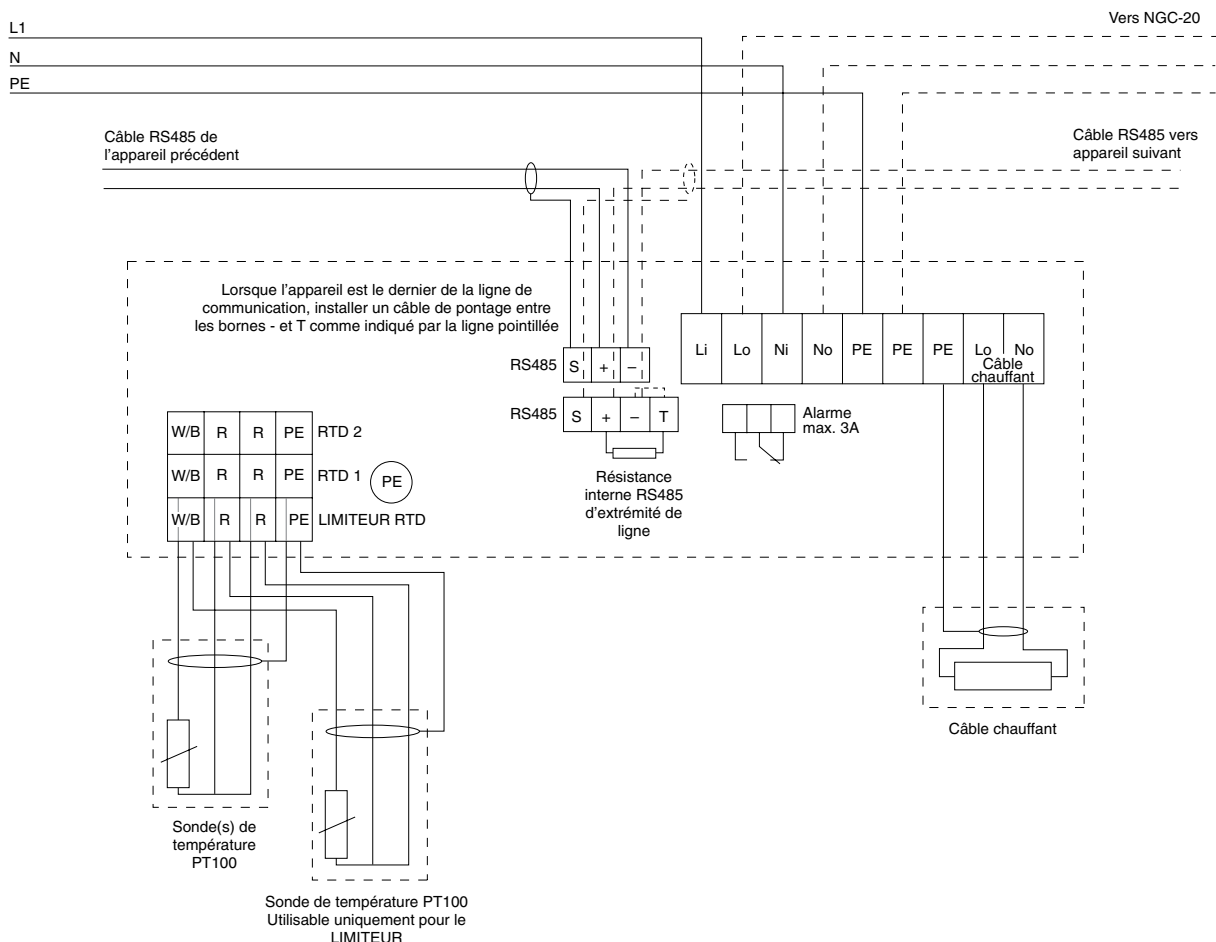 Vers NGC-20
L1
N
PE
Câble RS485 de
l'appareil précédent
Câble RS485 vers
appareil suivant
Lorsque l'appareil est le dernier de la ligne de
communication, installer un câble de pontage entre
les bornes - et T comme indiqué par la ligne pointillée
Li Lo Ni No PE PE PE Lo No
Câble
chauffant
RS485 S + –
RS485 S + – T
Alarme
max. 3A
Résistance
interne RS485
d'extrémité de
ligne
W/B R R PE RTD 2
W/B R R PE RTD 1
PE
W/B R R PE LIMITEUR RTD
Câble chauffant
Sonde(s) de
température
PT100
Sonde de température PT100
Utilisable uniquement pour le
LIMITEUR